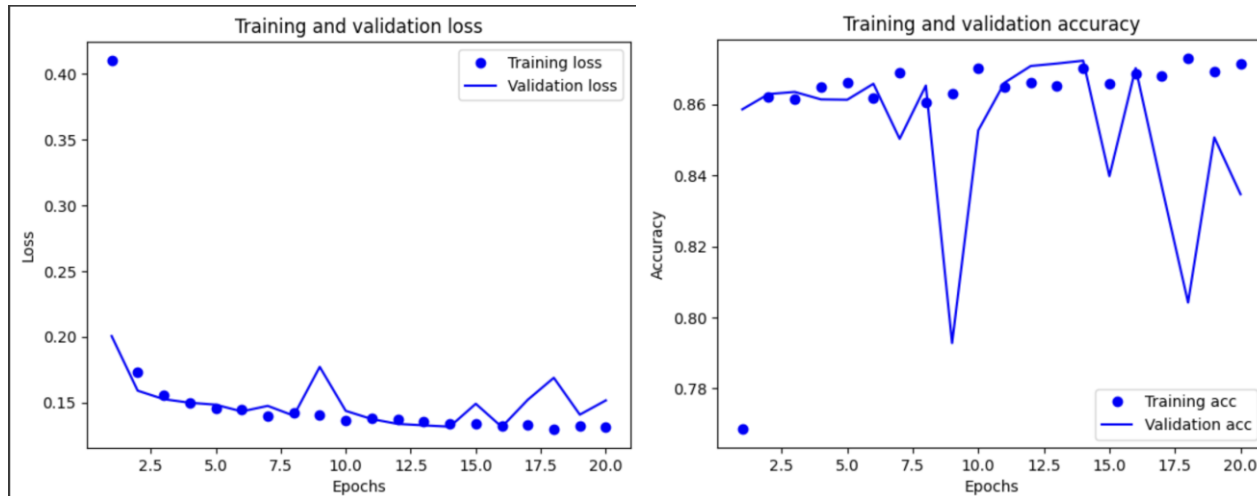 Training and validation loss
Training loss
Validation loss
0.40
0.35
0.30
0.25
0.20
0.15
Loss
2.5 5.0 7.5 10.0 12.5 15.0 17.5 20.0
Epochs
Training and validation accuracy
0.86
0.84
0.82
0.80
0.78
Accuracy
Training acc
Validation acc
2.5 5.0 7.5 10.0 12.5 15.0 17.5 20.0
Epochs